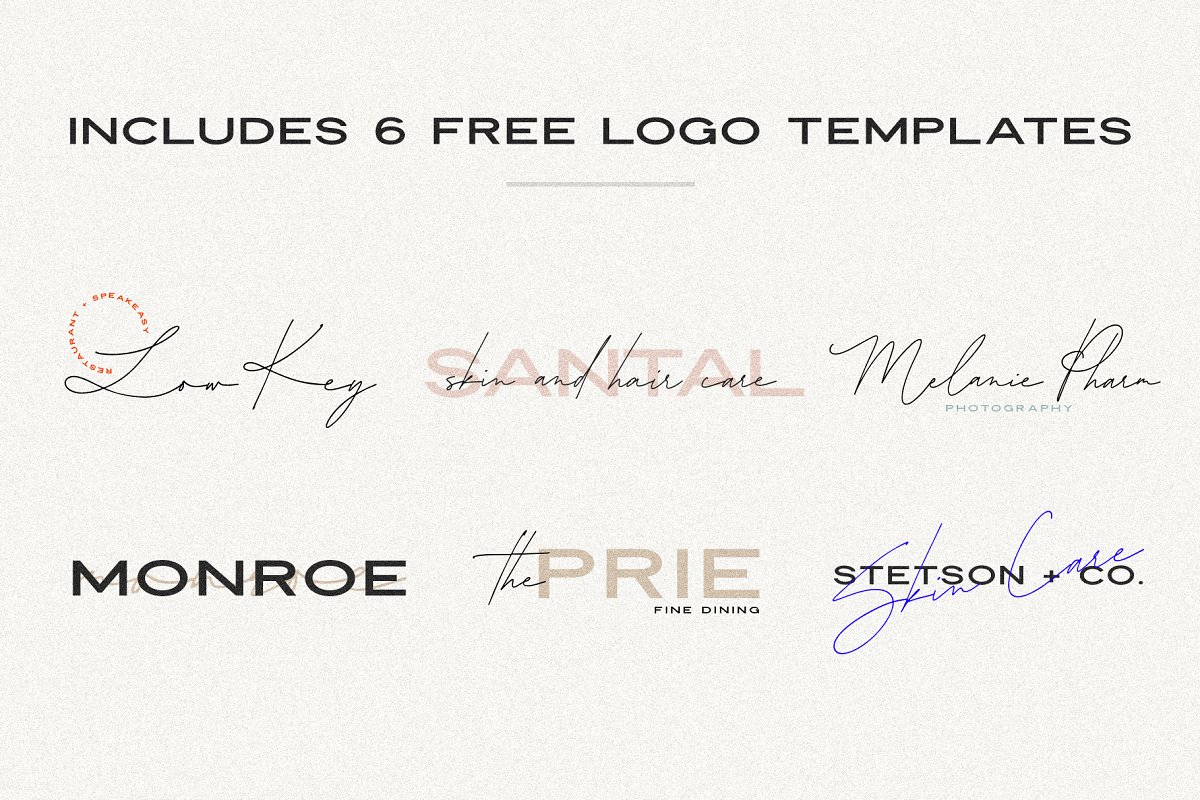 INCLUDES 6 FREE LOGO TEMPLATES
RESTAURANT + SPEAKEASY
Low Key
SANTAL
skin and hair care
Melanie Pharm
PHOTOGRAPHY
MONROE
the
PRIE
FINE DINING
STETSON + CO.
Skin Care